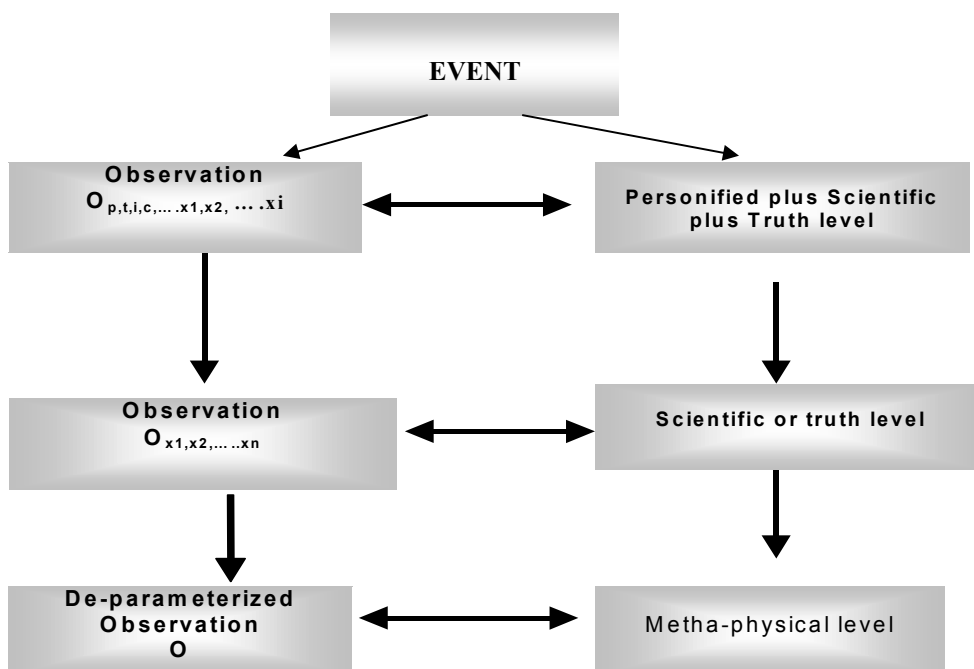 EVENT
Observation
O p,t,i,c,... .x1,x2, ... .xi
Personified plus Scientific
plus Truth level
Observation
O x1,x2,... ..xn
Scientific or truth level
De-parameterized
Observation
O
Metha-physical level